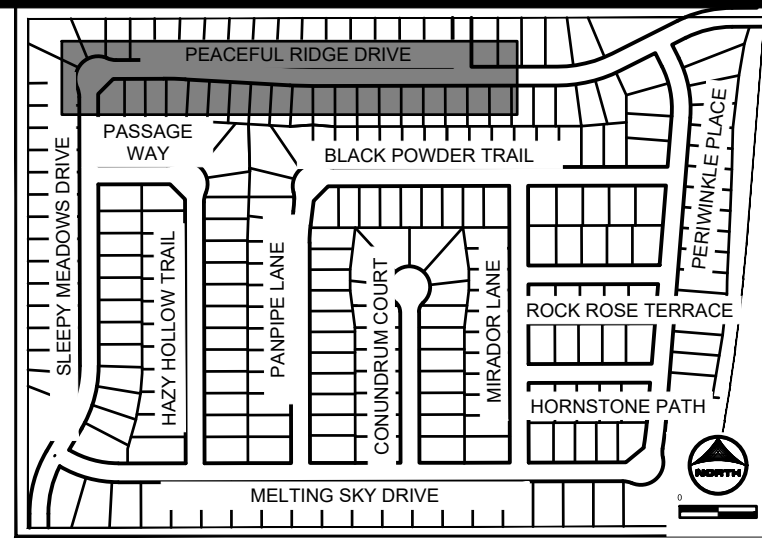 PEACEFUL RIDGE DRIVE
PASSAGE
WAY
BLACK POWDER TRAIL
PERIWINKLE PLACE
SLEEPY MEADOWS DRIVE
HAZY HOLLOW TRAIL
PANPIPE LANE
CONUNDRUM COURT
MIRADOR LANE
ROCK ROSE TERRACE
HORNSTONE PATH
NORTH
MELTING SKY DRIVE
0